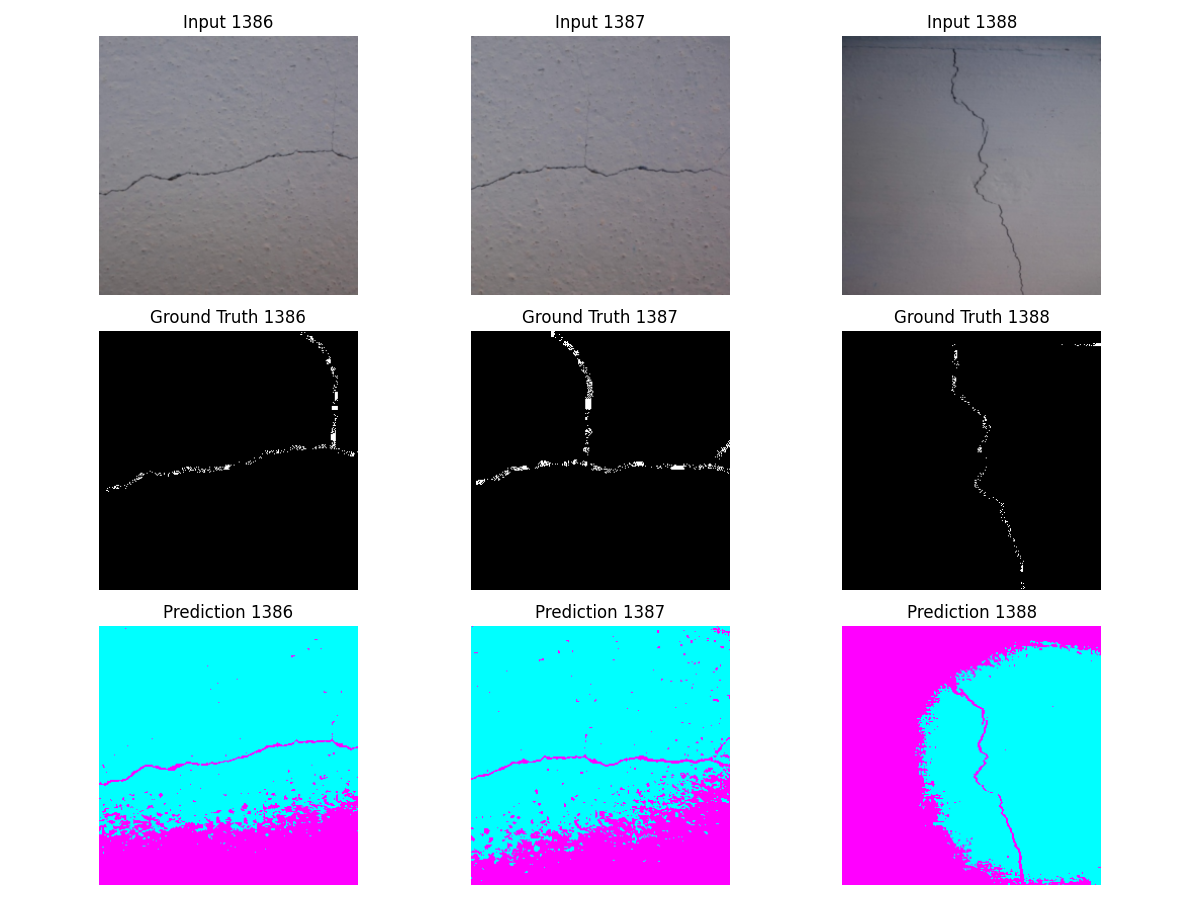 Input 1386
Input 1387
Input 1388
Ground Truth 1386
Ground Truth 1387
Ground Truth 1388
Prediction 1386
Prediction 1387
Prediction 1388